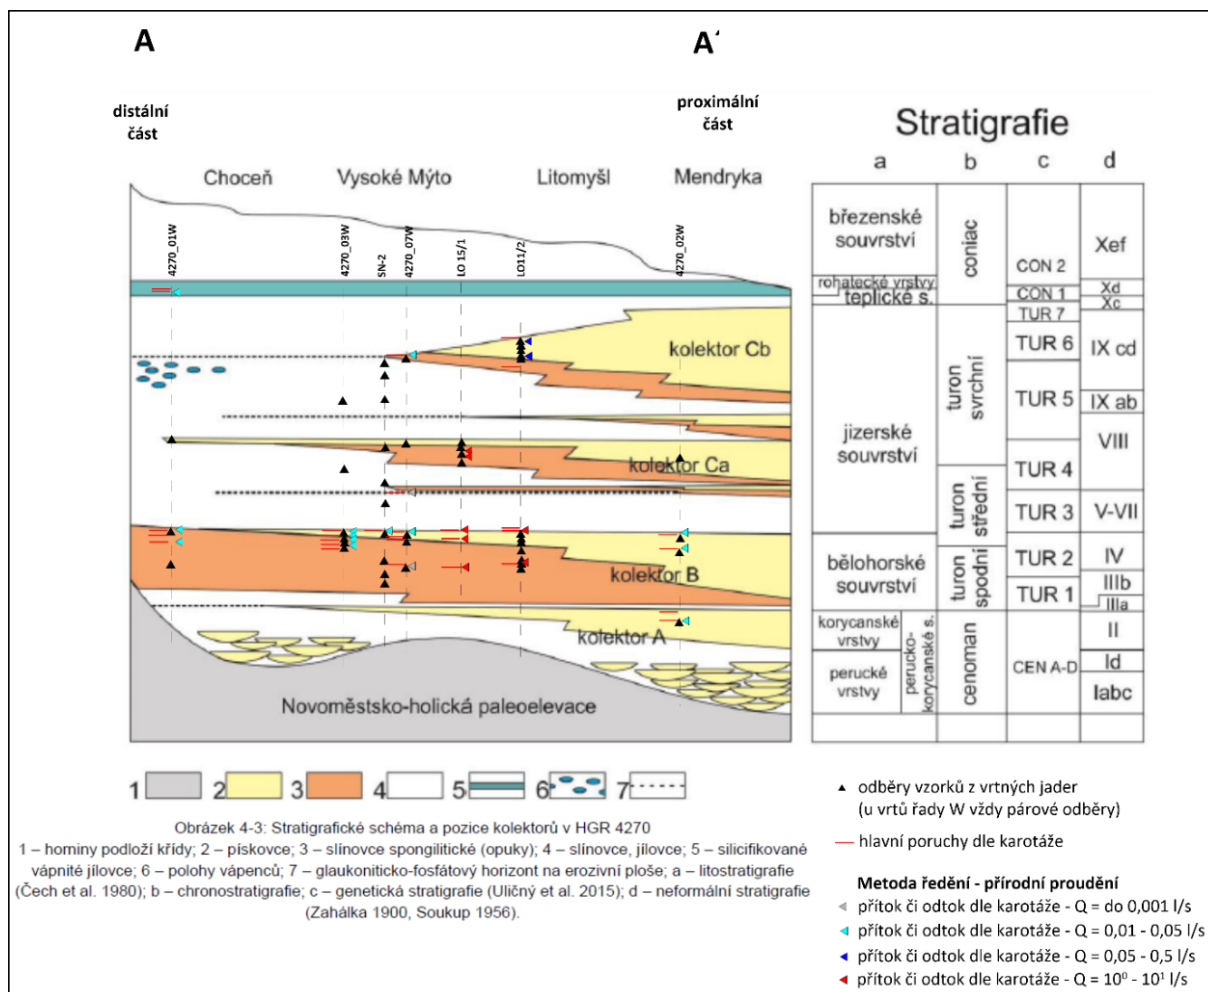 A
A´
distální
část
proximální
část
Choceň
Vysoké Mýto
Litomyšl
Mendryka
4270_01W
4270_03W
SN-2
4270_07W
LO 15/1
LO11/2
4270_02W
kolektor Cb
kolektor Ca
kolektor B
kolektor A
Novoměstsko-holická paleoelevace
Stratigrafie
a
b
c
d
březenské
souvrství
rohatecké vrstvy
teplické s.
jizerské
souvrství
bělohorské
souvrství
korycanské
vrstvy
perucké
vrstvy
perucko-
korycanské s.
coniac
turon
svrchní
turon
střední
turon
spodní
cenoman
CON 2
CON 1
TUR 7
TUR 6
TUR 5
TUR 4
TUR 3
TUR 2
TUR 1
CEN A-D
Xef
Xd
Xc
IX cd
IX ab
VIII
V-VII
IV
IIIb
IIIa
II
Id
Iabc
1
2
3
4
5
6
7
Obrázek 4-3: Stratigrafické schéma a pozice kolektorů v HGR 4270
1 – horniny podloží křídy; 2 – pískovce; 3 – slínovce spongilitické (opuky); 4 – slínovce, jílovce; 5 – silicifikované
vápnité jílovce; 6 – polohy vápenců; 7 – glaukoniticko-fosfátový horizont na erozivní ploše; a – litostratigrafie
(Čech et al. 1980); b – chronostratigrafie; c – genetická stratigrafie (Uličný et al. 2015); d – neformální stratigrafie
(Zahálka 1900, Soukup 1956).
odběry vzorků z vrtných jader
(u vrtů řady W vždy párové odběry)
hlavní poruchy dle karotáže
Metoda ředění - přírodní proudění
přítok či odtok dle karotáže - Q = do 0,001 l/s
přítok či odtok dle karotáže - Q = 0,01 - 0,05 l/s
přítok či odtok dle karotáže - Q = 0,05 - 0,5 l/s
přítok či odtok dle karotáže - Q = 10⁰ - 10¹ l/s